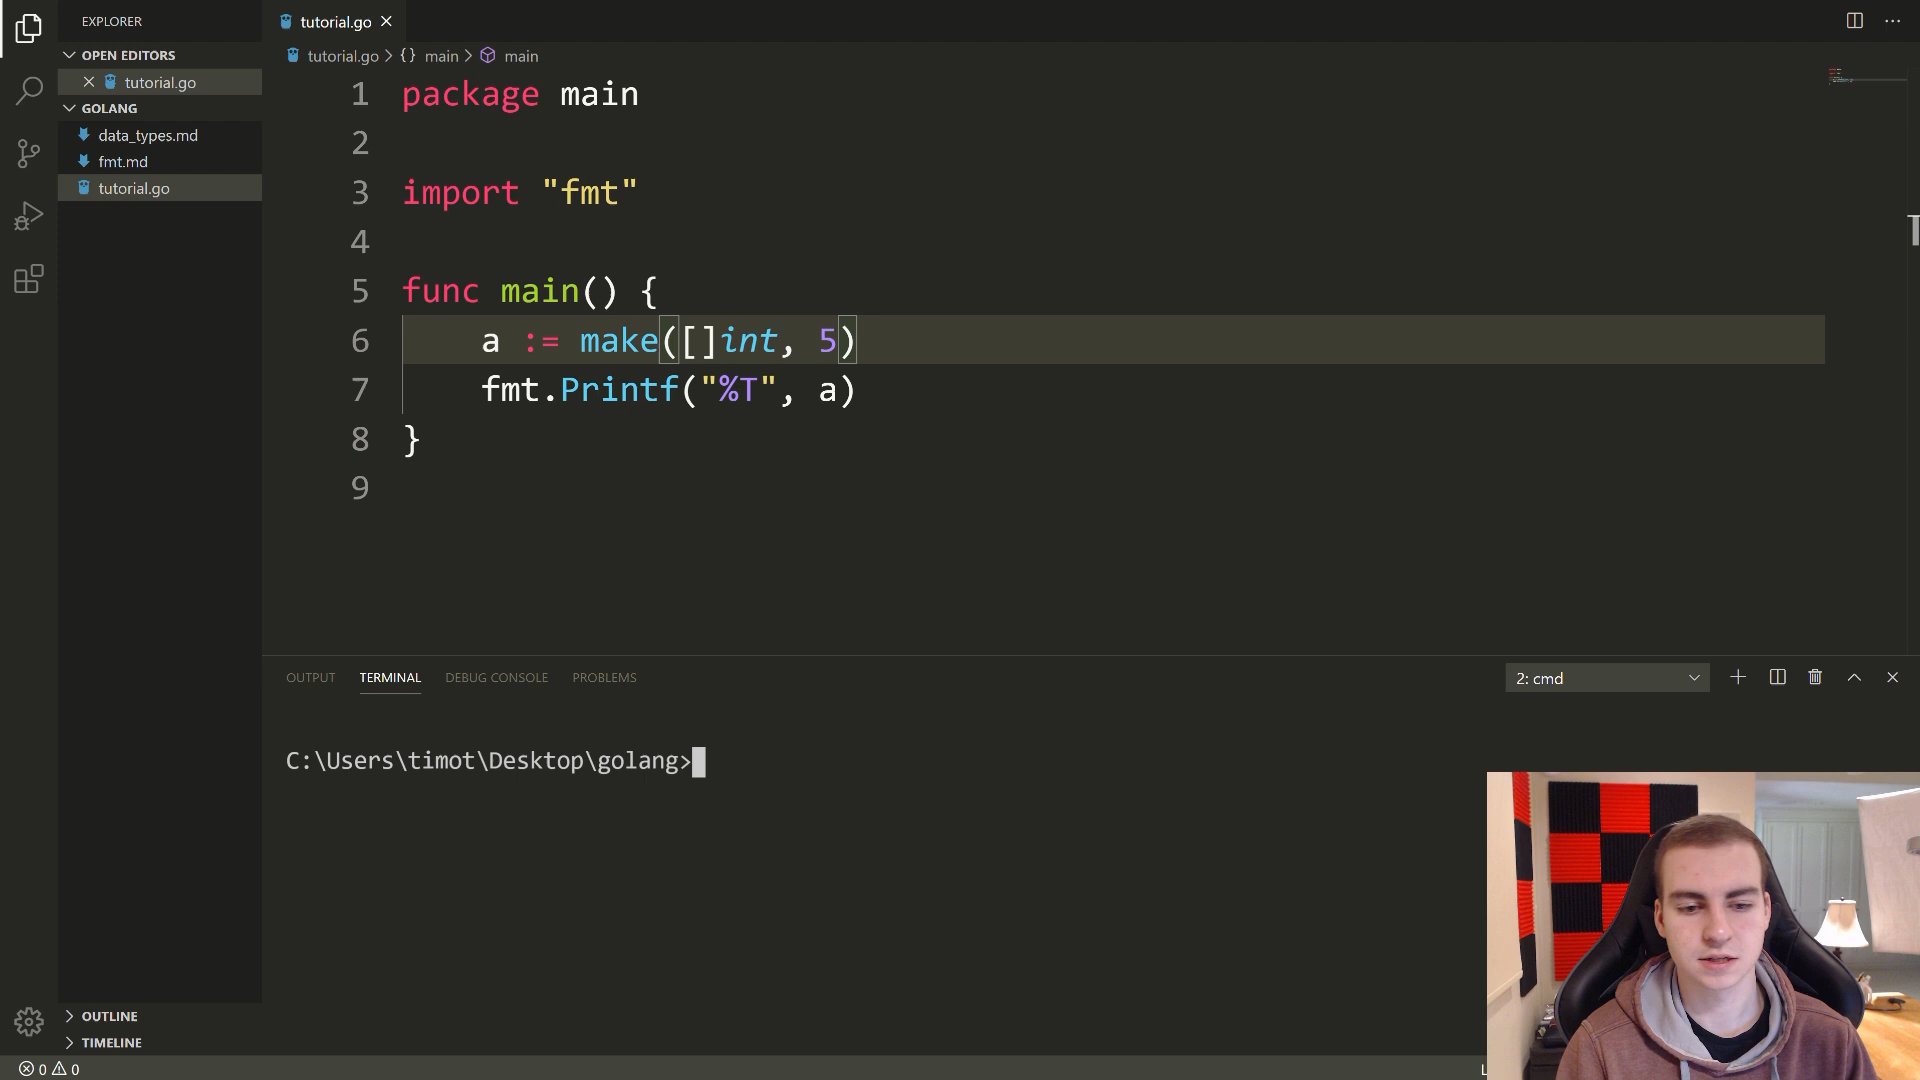 EXPLORER
OPEN EDITORS
tutorial.go
GOLANG
data_types.md
fmt.md
tutorial.go
OUTLINE
TIMELINE
0 0
tutorial.go
tutorial.go > {} main > main
1 package main
2
3 import "fmt"
4
5 func main() {
6 a := make([]int, 5)
7 fmt.Printf("%T", a)
8 }
9
OUTPUT TERMINAL DEBUG CONSOLE PROBLEMS
2: cmd
C:\Users\timot\Desktop\golang>